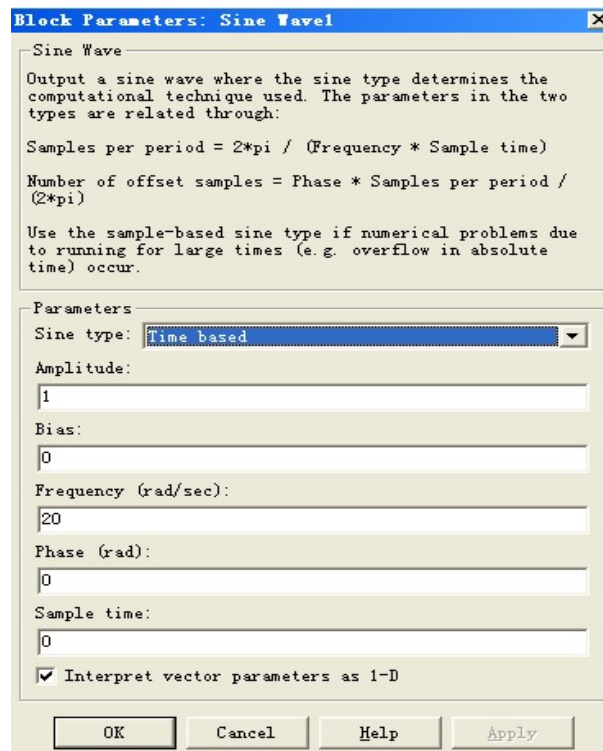 Block Parameters: Sine Wave1
Sine Wave
Output a sine wave where the sine type determines the
computational technique used. The parameters in the two
types are related through:
Samples per period = 2*pi / (Frequency * Sample time)
Number of offset samples = Phase * Samples per period /
(2*pi)
Use the sample-based sine type if numerical problems due
to running for large times (e.g. overflow in absolute
time) occur.
Parameters
Sine type: Time based
Amplitude:
1
Bias:
0
Frequency (rad/sec):
20
Phase (rad):
0
Sample time:
0
Interpret vector parameters as 1-D
OK Cancel Help Apply